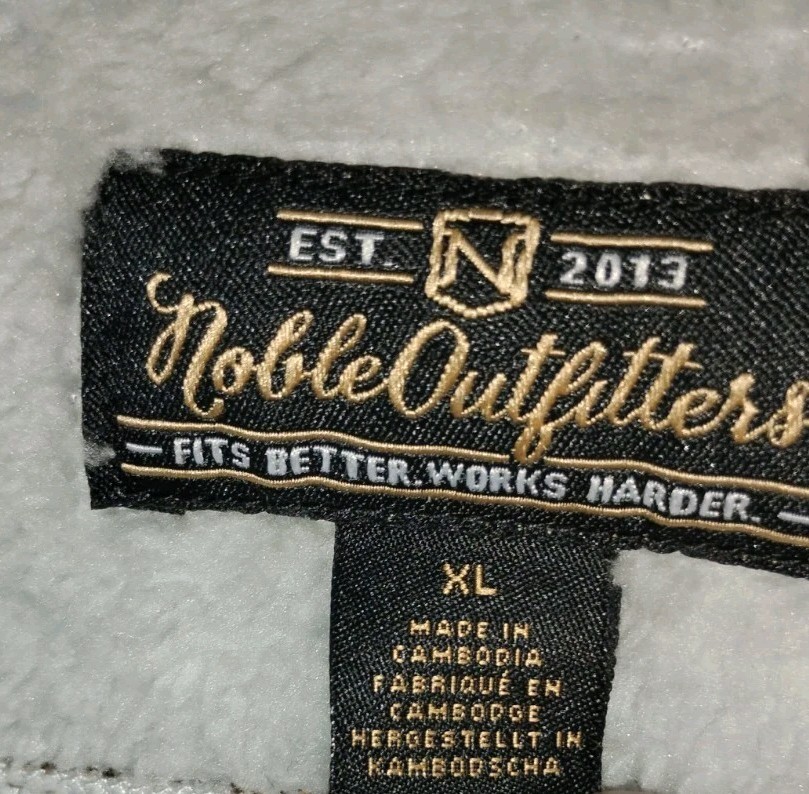 EST. N 2013
NobleOutfitters
— FITS BETTER. WORKS HARDER. —
XL
MADE IN
CAMBODIA
FABRIQUÉ EN
CAMBODGE
HERGESTELLT IN
KAMBODSCHA